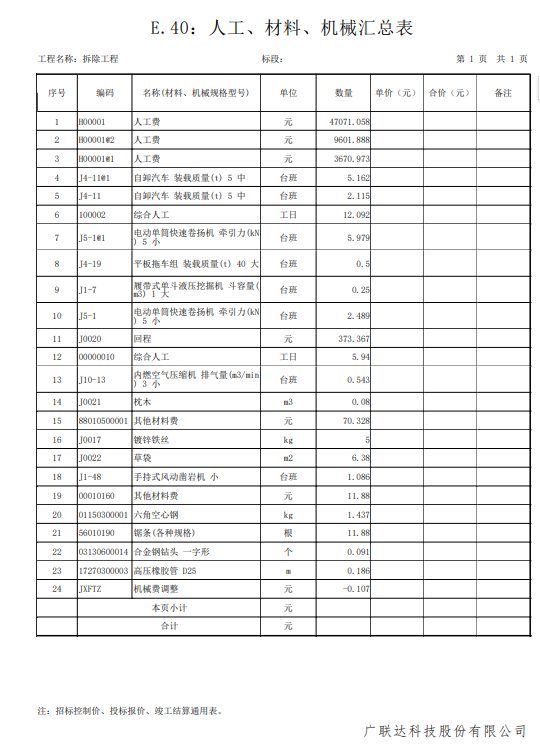 E.40：人工、材料、机械汇总表
工程名称：拆除工程 标段： 第 1 页 共 1 页
序号 编码 名称(材料、机械规格型号) 单位 数量 单价（元） 合价（元） 备注
1 H00001 人工费 元 47071.058
2 H00001@2 人工费 元 9601.888
3 H00001@1 人工费 元 3670.973
4 J4-11@1 自卸汽车 装载质量(t) 5 中 台班 5.162
5 J4-11 自卸汽车 装载质量(t) 5 中 台班 2.115
6 100002 综合人工 工日 12.092
7 J5-1@1 电动单筒快速卷扬机 牵引力(kN
) 5 小 台班 5.979
8 J4-19 平板拖车组 装载质量(t) 40 大 台班 0.5
9 J1-7 履带式单斗液压挖掘机 斗容量(
m3) 1 大 台班 0.25
10 J5-1 电动单筒快速卷扬机 牵引力(kN
) 5 小 台班 2.489
11 J0020 回程 元 373.367
12 00000010 综合人工 工日 5.94
13 J10-13 内燃空气压缩机 排气量(m3/min
) 3 小 台班 0.543
14 J0021 枕木 m3 0.08
15 88010500001 其他材料费 元 70.328
16 J0017 镀锌铁丝 kg 5
17 J0022 草袋 m2 6.38
18 J1-48 手持式风动凿岩机 小 台班 1.086
19 00010160 其他材料费 元 11.88
20 01150300001 六角空心钢 kg 1.437
21 56010190 锯条(各种规格) 根 11.88
22 03130600014 合金钢钻头 一字形 个 0.091
23 17270300003 高压橡胶管 D25 m 0.186
24 JXFTZ 机械费调整 元 -0.107
本页小计 元
合计 元
注：招标控制价、投标报价、竣工结算通用表。
广联达科技股份有限公司